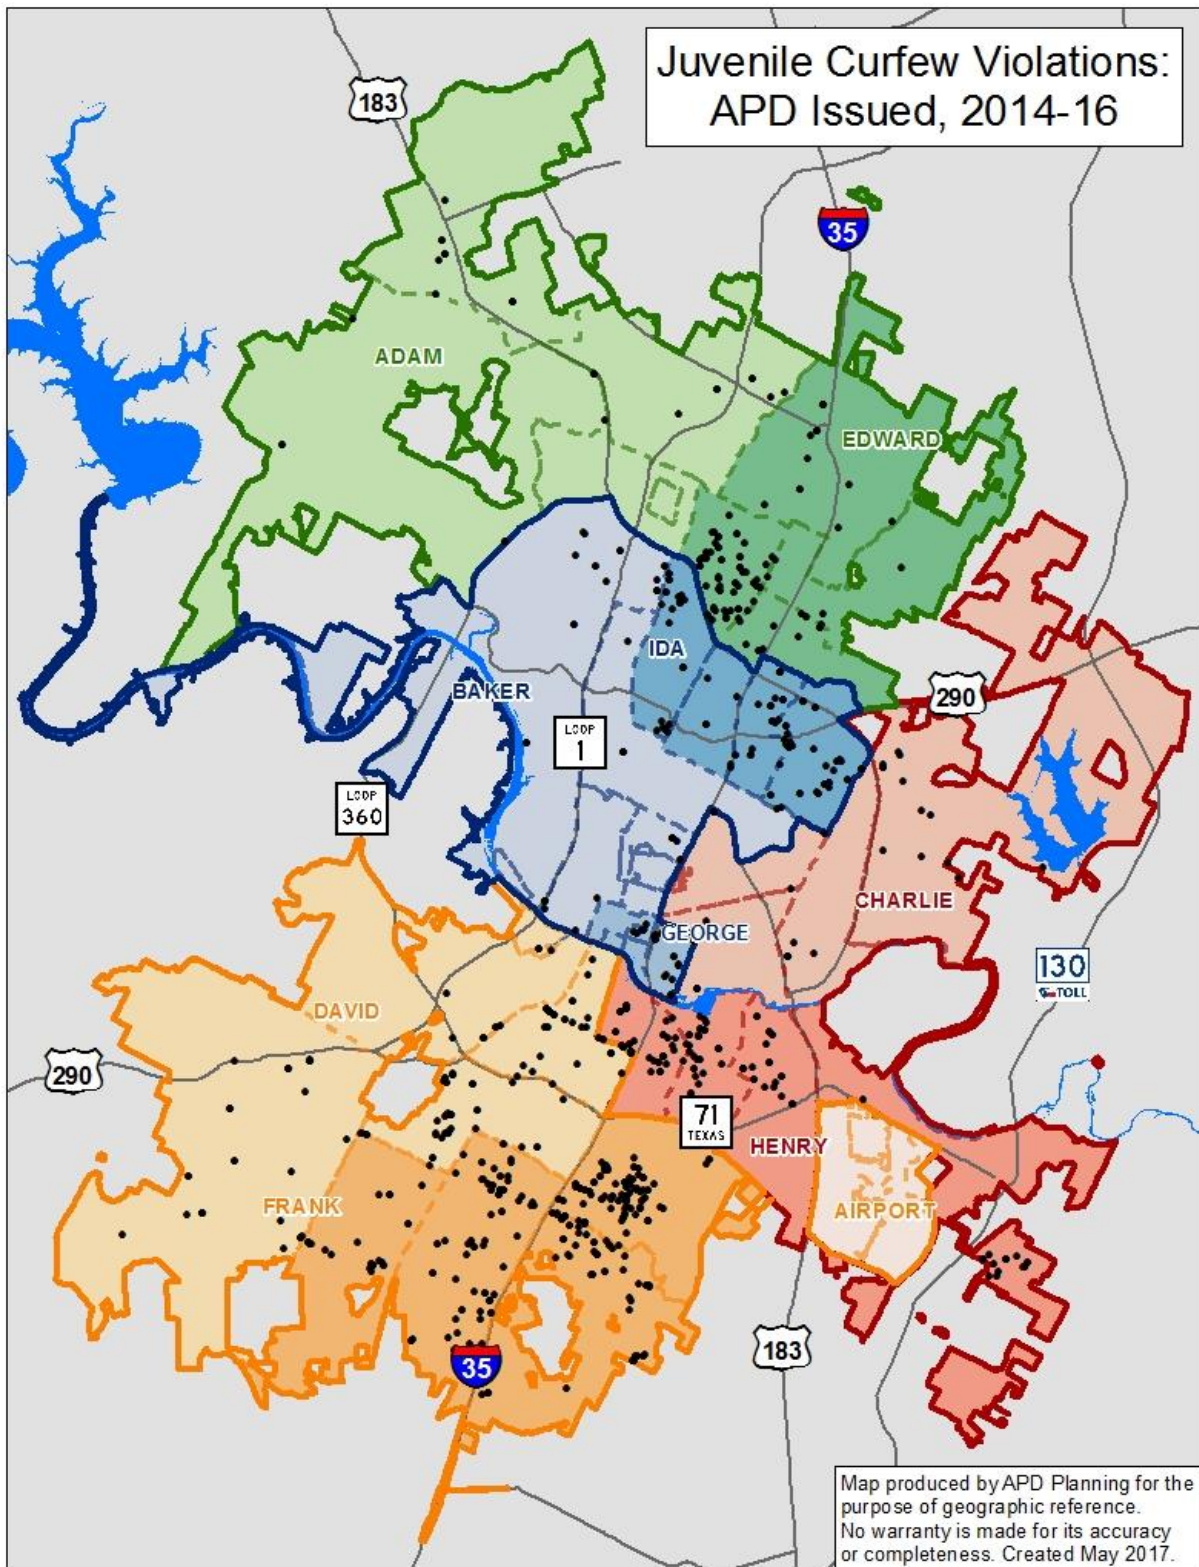 Juvenile Curfew Violations:
APD Issued, 2014-16
183
35
ADAM
EDWARD
IDA
BAKER
290
LOOP
1
LOOP
360
CHARLIE
GEORGE
130
TOLL
DAVID
290
71
TEXAS
HENRY
FRANK
AIRPORT
183
35
Map produced by APD Planning for the
purpose of geographic reference.
No warranty is made for its accuracy
or completeness. Created May 2017.